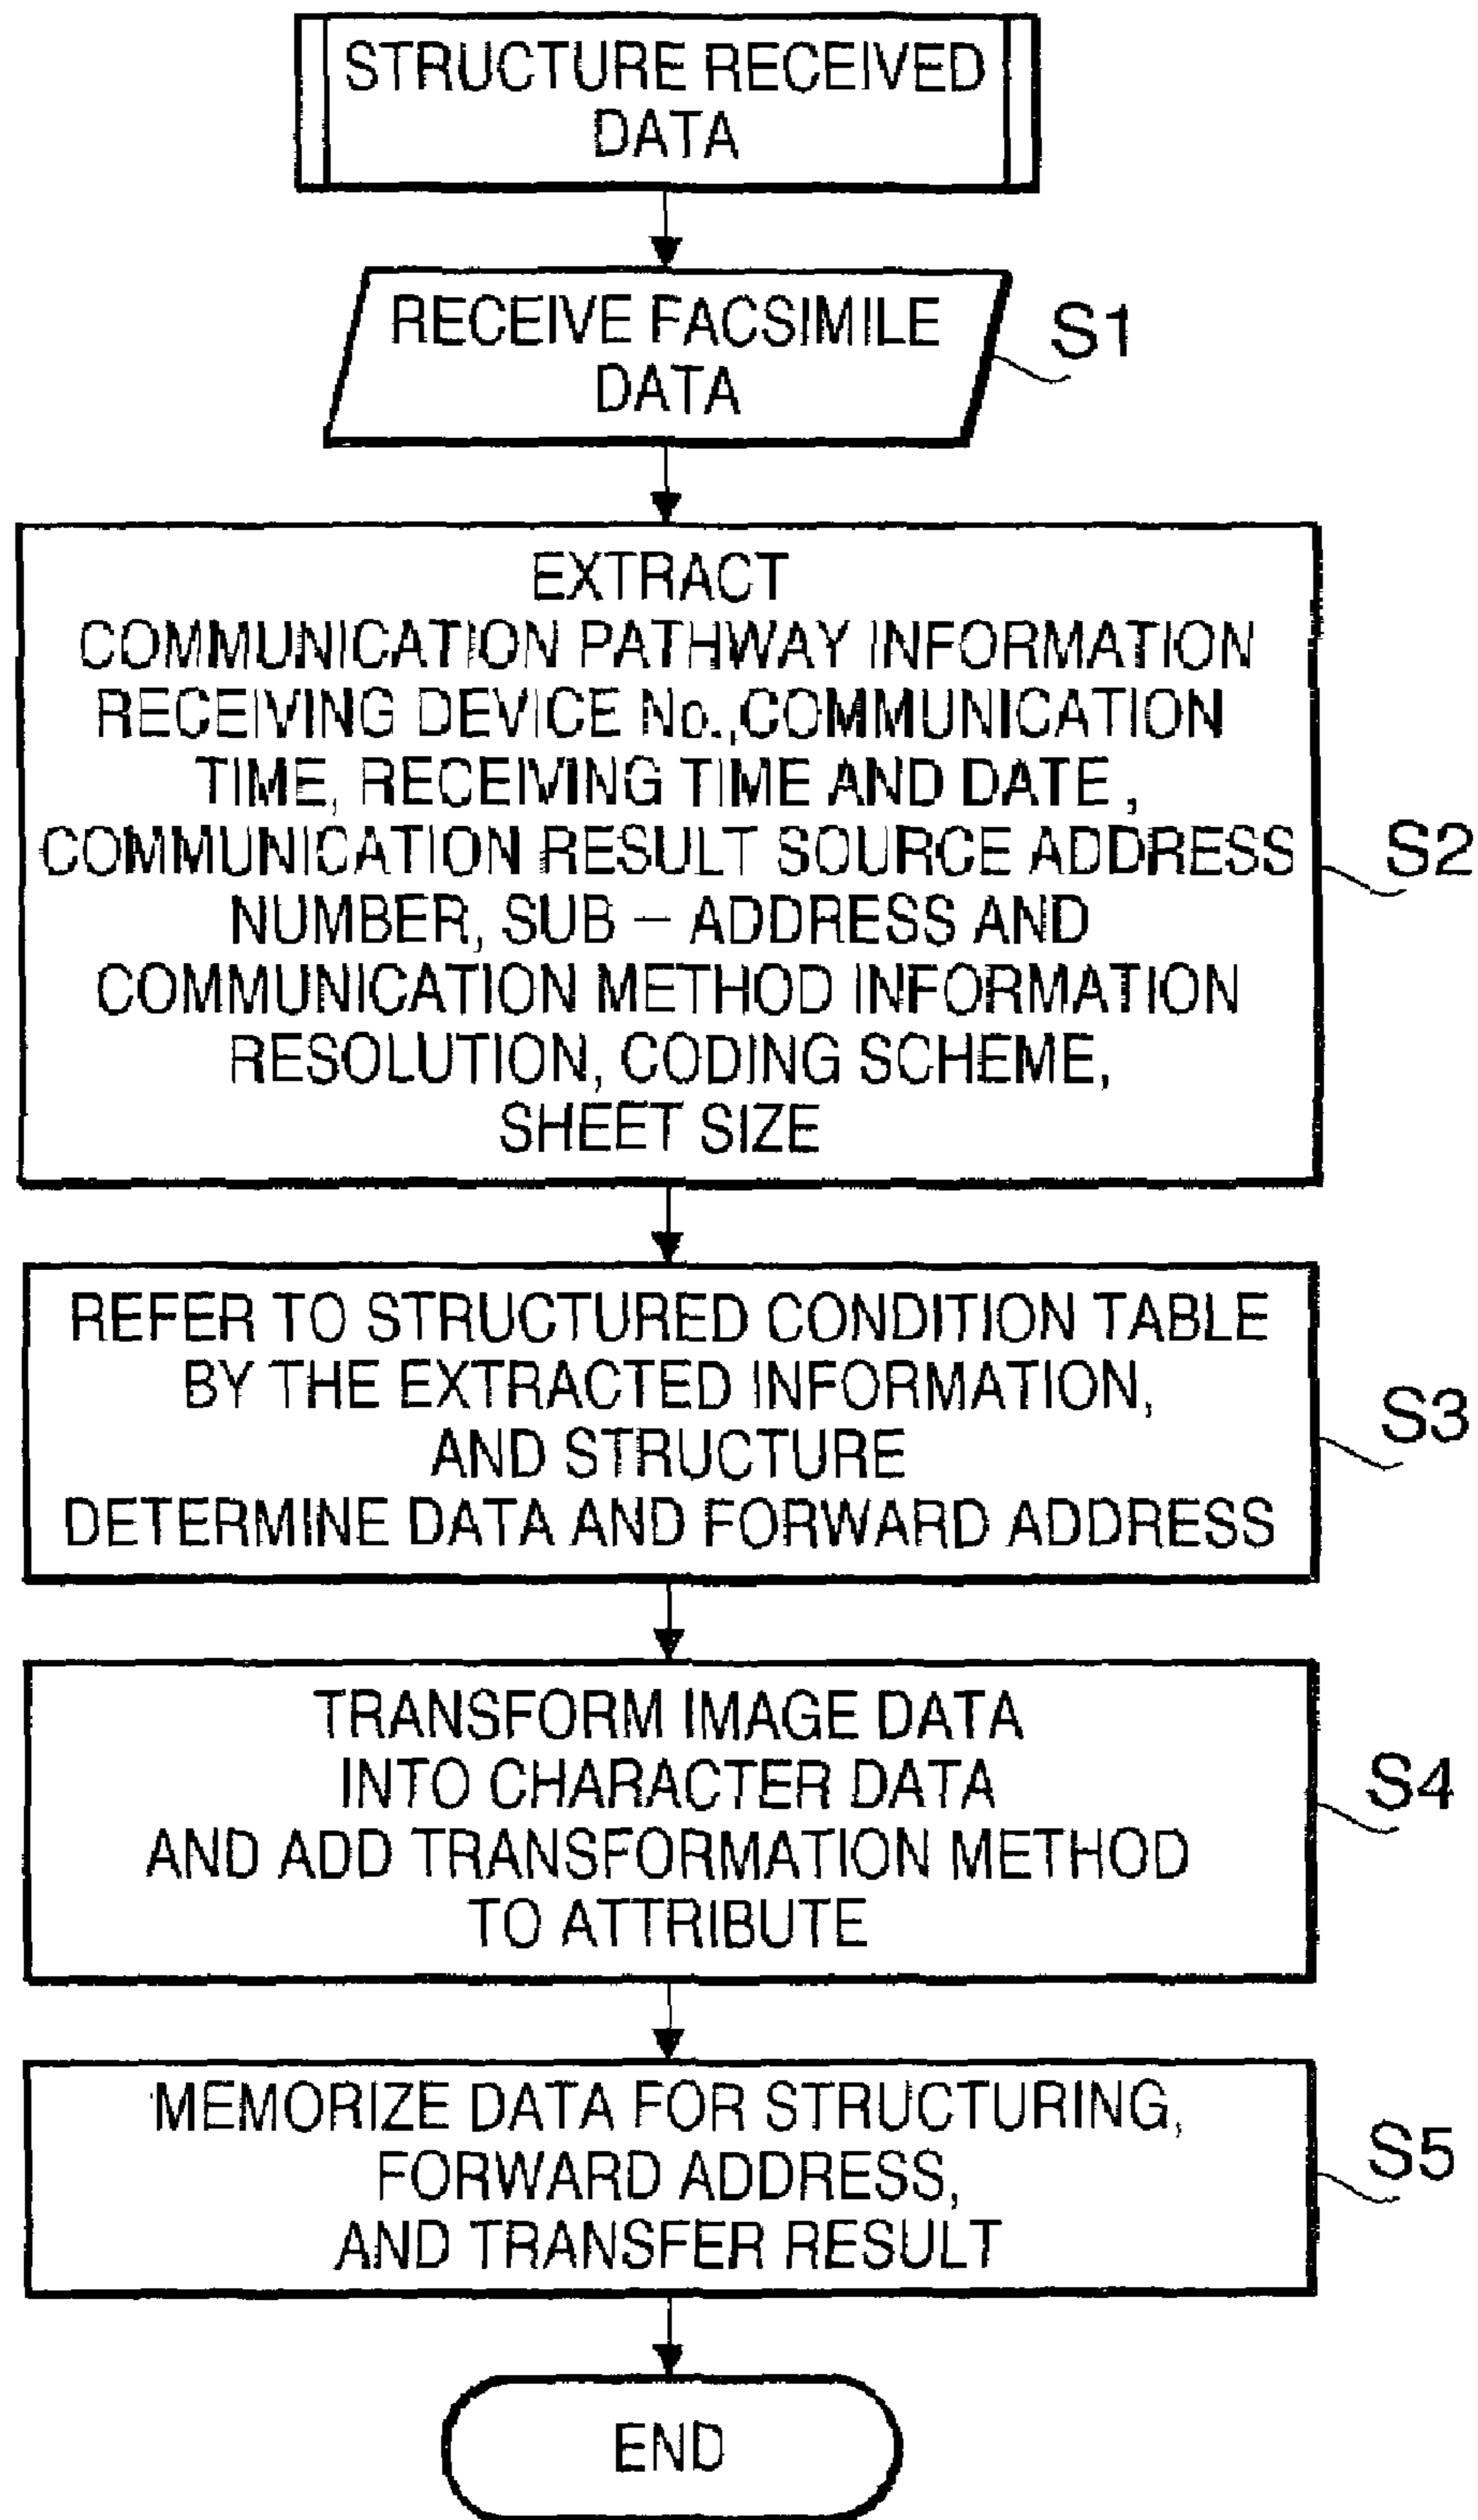 STRUCTURE RECEIVED
DATA
RECEIVE FACSIMILE
DATA
S1
EXTRACT
COMMUNICATION PATHWAY INFORMATION
RECEIVING DEVICE No.,COMMUNICATION
TIME, RECEIVING TIME AND DATE,
COMMUNICATION RESULT SOURCE ADDRESS
NUMBER, SUB – ADDRESS AND
COMMUNICATION METHOD INFORMATION
RESOLUTION, CODING SCHEME,
SHEET SIZE
S2
REFER TO STRUCTURED CONDITION TABLE
BY THE EXTRACTED INFORMATION,
AND STRUCTURE
DETERMINE DATA AND FORWARD ADDRESS
S3
TRANSFORM IMAGE DATA
INTO CHARACTER DATA
AND ADD TRANSFORMATION METHOD
TO ATTRIBUTE
S4
MEMORIZE DATA FOR STRUCTURING,
FORWARD ADDRESS,
AND TRANSFER RESULT
S5
END